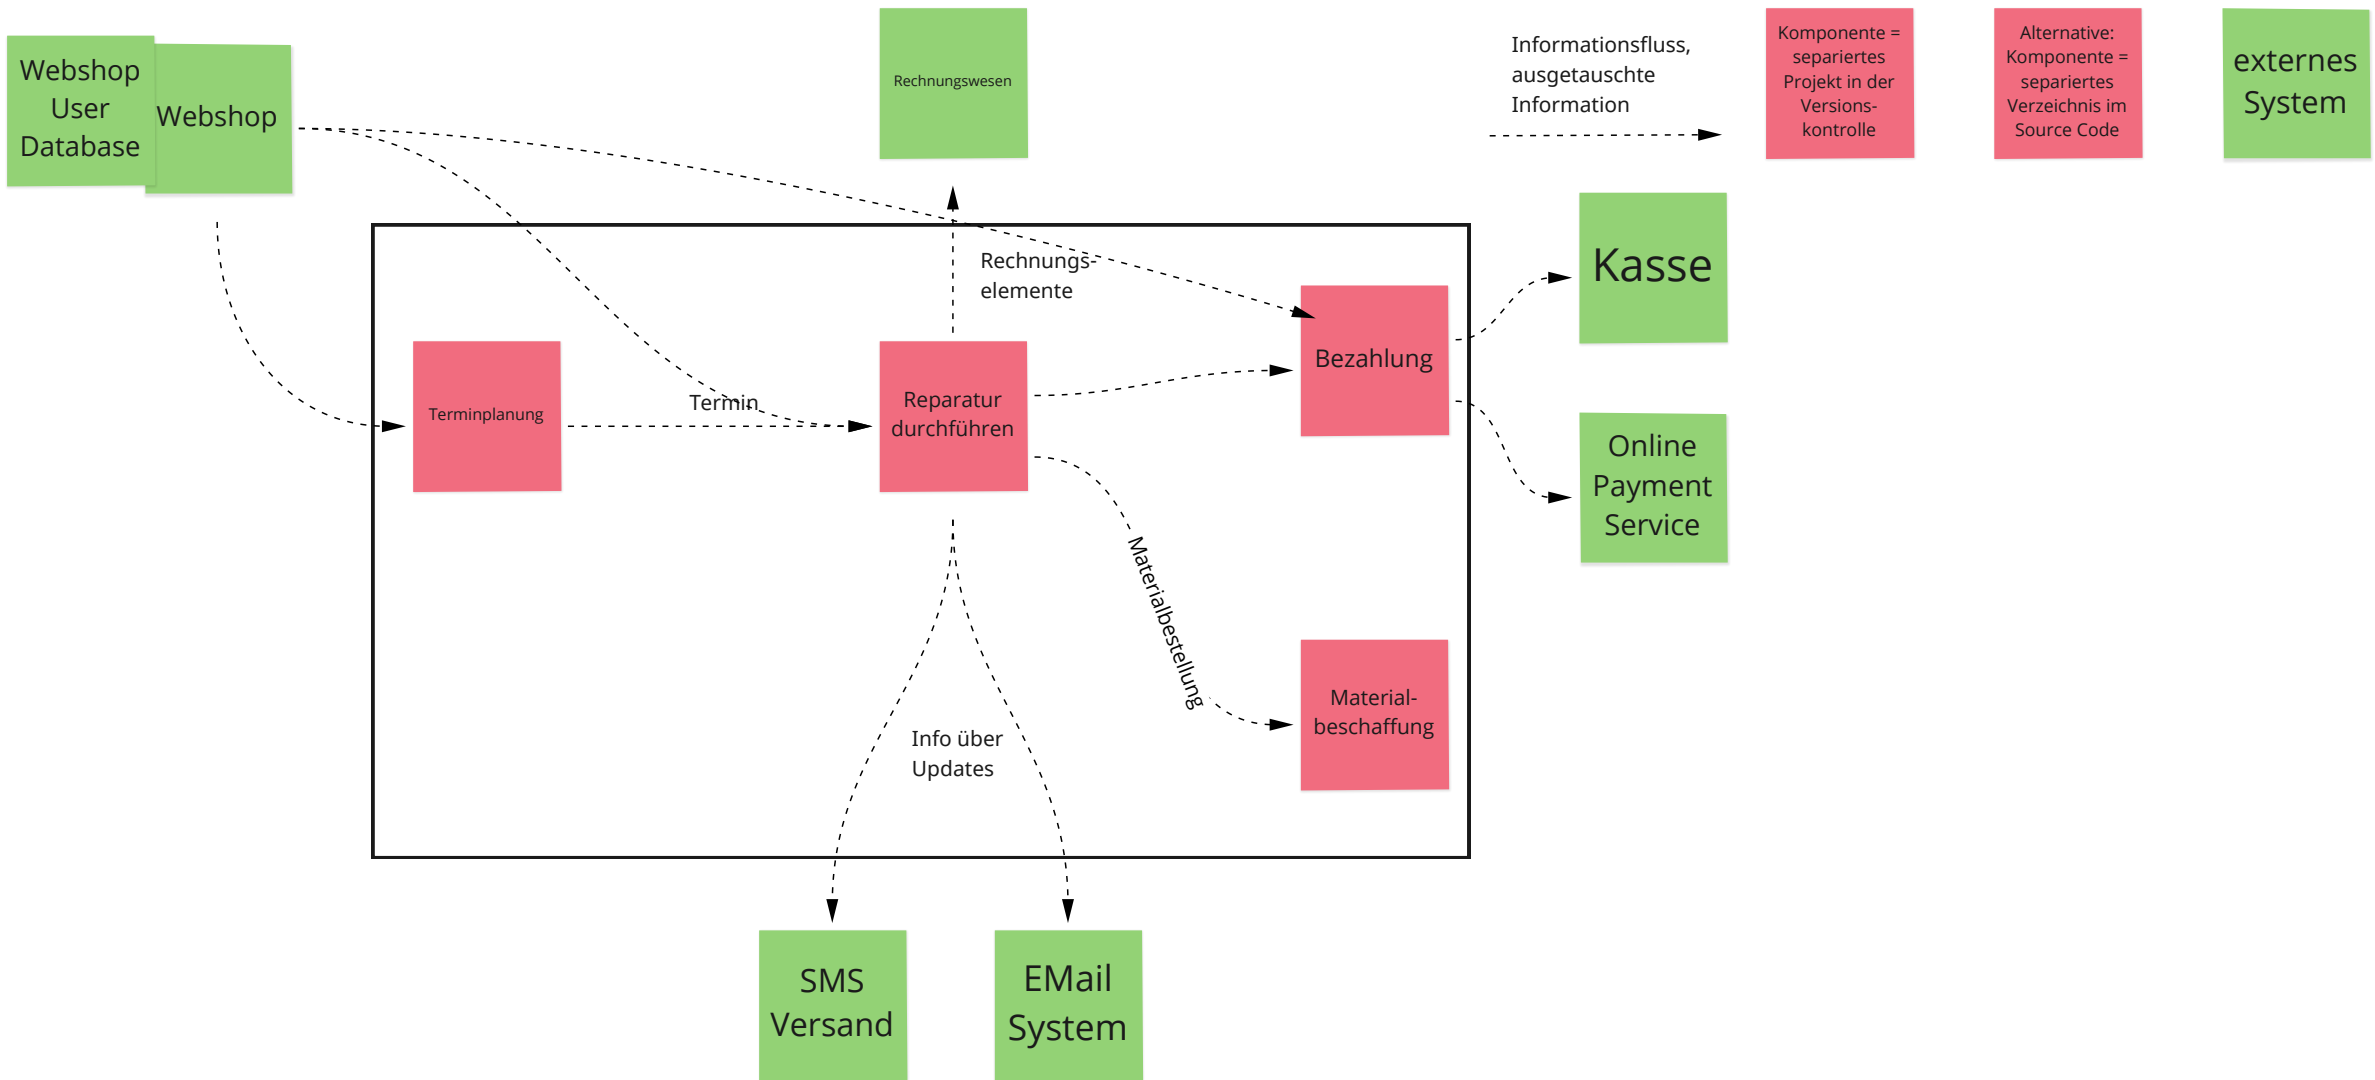 Webshop
User
Database
Webshop
Rechnungswesen
Informationsfluss,
ausgetauschte
Information
Komponente =
separiertes
Projekt in der
Versions-
kontrolle
Alternative:
Komponente =
separiertes
Verzeichnis im
Source Code
externes
System
Rechnungs-
elemente
Kasse
Terminplanung
Termin
Reparatur
durchführen
Bezahlung
Online
Payment
Service
Materialbestellung
Material-
beschaffung
Info über
Updates
SMS
Versand
EMail
System